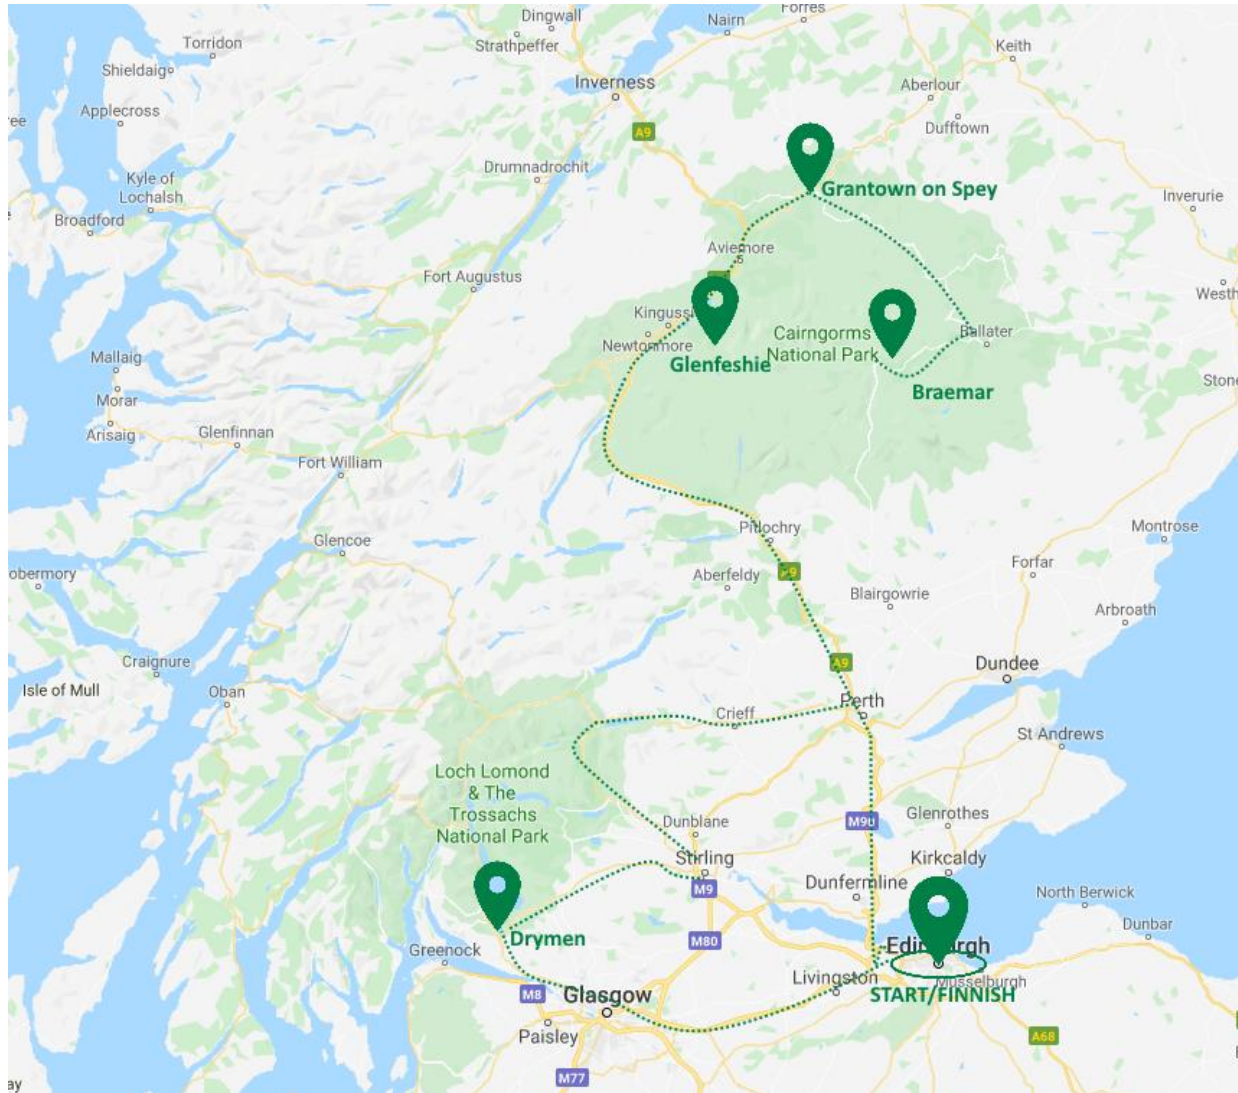 Dingwall
Forres
Nairn
Strathpeffer
Torridon
Keith
Shieldaig
Inverness
Aberlour
Applecross
ree
A9
Dufftown
Drumnadrochit
Kyle of
Lochalsh
Grantown on Spey
Inverurie
Broadford
Aviemore
Fort Augustus
Westh
Kingussi
Cairngorms
National Park
Ballater
Newtonmore
Mallaig
Glenfeshie
Stone
Braemar
Morar
Arisaig
Glenfinnan
Fort William
Pitlochry
Montrose
Glencoe
Forfar
A9
obermory
Aberfeldy
Blairgowrie
Arbroath
Craignure
A9
Dundee
Isle of Mull
Oban
Perth
Crieff
St Andrews
Loch Lomond
& The
Trossachs
National Park
Dunblane
M90
Glenrothes
Stirling
Kirkcaldy
M9
Dunfermline
North Berwick
Dunbar
Drymen
M80
Edinburgh
Greenock
Livingston
Musselburgh
START/FINNISH
M8
Glasgow
Paisley
A68
M77
ay